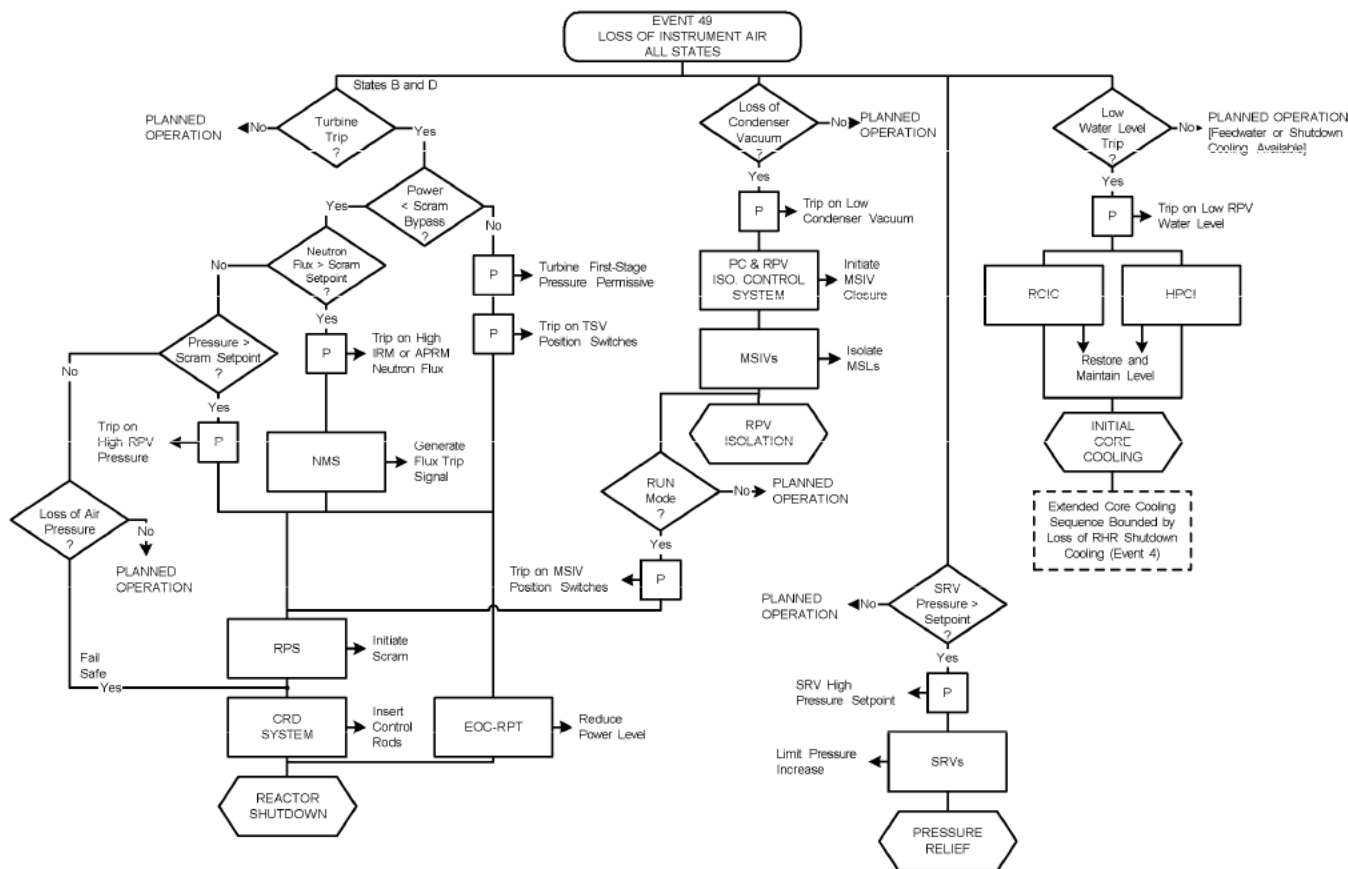 EVENT 49
LOSS OF INSTRUMENT AIR
ALL STATES
States B and D
PLANNED
OPERATION
No
Turbine
Trip
?
Yes
Loss of
Condenser
Vacuum
?
No
PLANNED
OPERATION
Low
Water Level
Trip
?
No
PLANNED OPERATION
[Feedwater or Shutdown
Cooling Available]
Yes
Power
< Scram
Bypass
?
No
Yes
P
Trip on Low
Condenser Vacuum
Yes
P
Trip on Low RPV
Water Level
No
Neutron
Flux > Scram
Setpoint
?
Yes
P
Turbine First-Stage
Pressure Permissive
P
Trip on TSV
Position Switches
PC & RPV
ISO. CONTROL
SYSTEM
Initiate
MSIV
Closure
RCIC
HPCI
No
Pressure >
Scram Setpoint
?
Yes
P
Trip on High
IRM or APRM
Neutron Flux
MSIVs
Isolate
MSLs
Restore and
Maintain Level
Trip on
High RPV
Pressure
P
NMS
Generate
Flux Trip
Signal
RPV
ISOLATION
INITIAL
CORE
COOLING
Loss of Air
Pressure
?
No
PLANNED
OPERATION
RUN
Mode
?
No
PLANNED
OPERATION
Yes
Extended Core Cooling
Sequence Bounded by
Loss of RHR Shutdown
Cooling (Event 4)
Trip on MSIV
Position Switches
P
PLANNED
OPERATION
No
SRV
Pressure >
Setpoint
?
Yes
Fail
Safe
Yes
RPS
Initiate
Scram
SRV High
Pressure Setpoint
P
CRD
SYSTEM
Insert
Control
Rods
EOC-RPT
Reduce
Power Level
Limit Pressure
Increase
SRVs
REACTOR
SHUTDOWN
PRESSURE
RELIEF